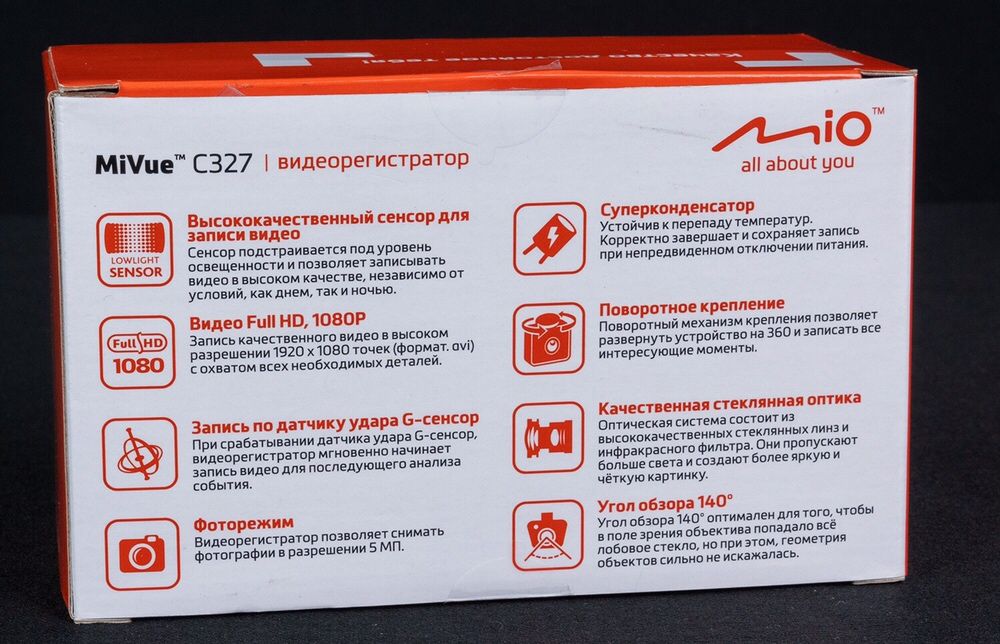 Качество достойное тебя!
MiVue™ C327 | видеорегистратор
mio™
all about you
LOWLIGHT
SENSOR
Высококачественный сенсор для
записи видео
Сенсор подстраивается под уровень
освещенности и позволяет записывать
видео в высоком качестве, независимо от
условий, как днем, так и ночью.
Full HD
1080
Видео Full HD, 1080P
Запись качественного видео в высоком
разрешении 1920 x 1080 точек (формат. avi)
с охватом всех необходимых деталей.
Запись по датчику удара G-сенсор
При срабатывании датчика удара G-сенсор,
видеорегистратор мгновенно начинает
запись видео для последующего анализа
события.
Фоторежим
Видеорегистратор позволяет снимать
фотографии в разрешении 5 МП.
Суперконденсатор
Устойчив к перепаду температур.
Корректно завершает и сохраняет запись
при непредвиденном отключении питания.
Поворотное крепление
Поворотный механизм крепления позволяет
развернуть устройство на 360 и записать все
интересующие моменты.
Качественная стеклянная оптика
Оптическая система состоит из
высококачественных стеклянных линз и
инфракрасного фильтра. Они пропускают
больше света и создают более яркую и
чёткую картинку.
Угол обзора 140°
Угол обзора 140° оптимален для того, чтобы
в поле зрения объектива попадало всё
лобовое стекло, но при этом, геометрия
объектов сильно не искажалась.